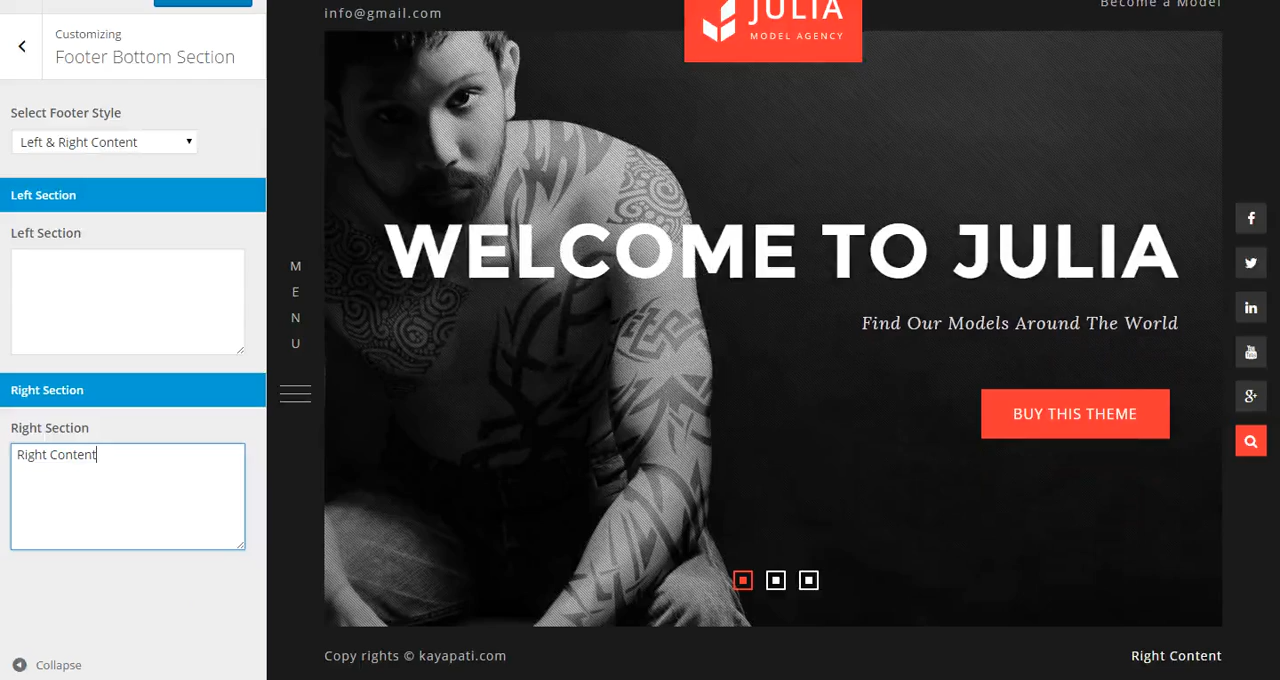 Customizing
Footer Bottom Section
Select Footer Style
Left & Right Content
Left Section
Left Section
Right Section
Right Section
Right Content
Collapse
info@gmail.com
JULIA
MODEL AGENCY
Become a Model
M
E
N
U
WELCOME TO JULIA
Find Our Models Around The World
BUY THIS THEME
Copy rights © kayapati.com
Right Content